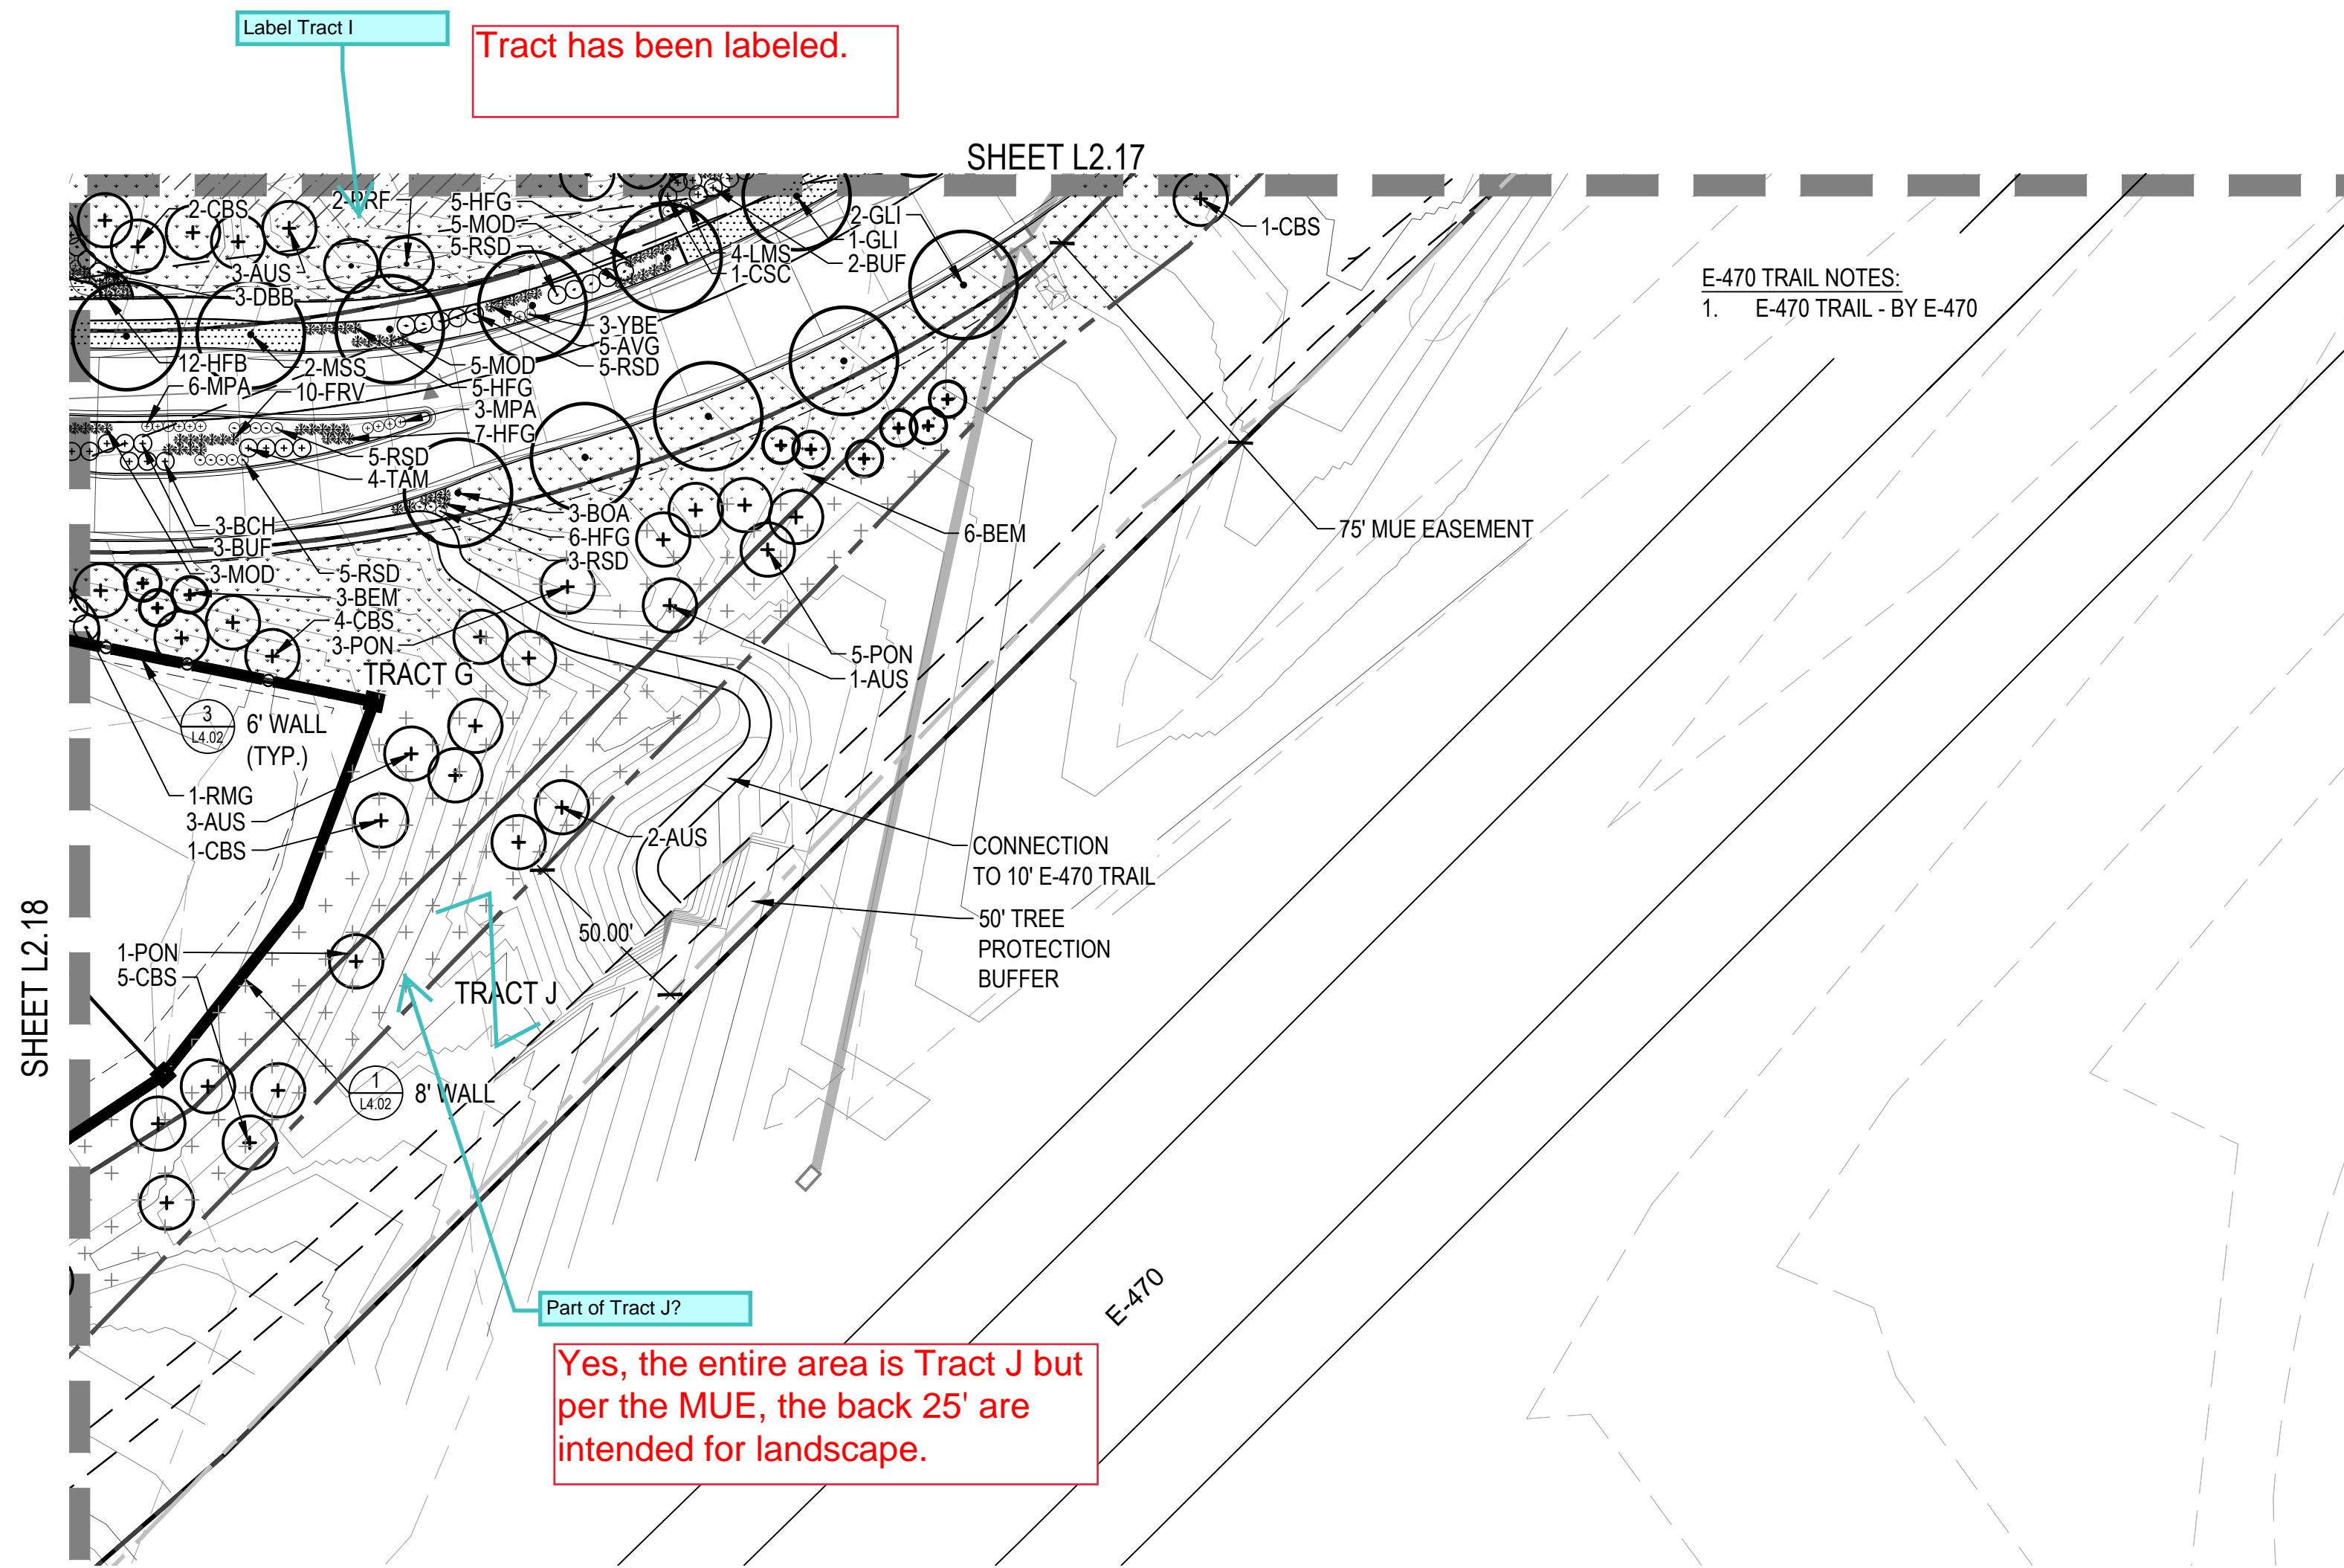 Label Tract I
Tract has been labeled.
SHEET L2.17
2-CBS
2-PRF
5-HFG
5-MOD
5-RSD
3-AUS
3-DBB
2-GLI
1-GLI
2-BUF
4-LMS
1-CSC
1-CBS
E-470 TRAIL NOTES:
1. E-470 TRAIL - BY E-470
3-YBE
5-AVG
5-RSD
12-HFB
6-MPA
2-MSS
10-FRV
5-MOD
5-HFG
3-MPA
7-HFG
5-RSD
4-TAM
3-BCH
3-BUF
3-MOD
3-BOA
6-HFG
3-RSD
6-BEM
75' MUE EASEMENT
5-RSD
3-BEM
4-CBS
3-PON
TRACT G
5-PON
1-AUS
3
L4.02
6' WALL
(TYP.)
1-RMG
3-AUS
1-CBS
2-AUS
CONNECTION
TO 10' E-470 TRAIL
50' TREE
PROTECTION
BUFFER
50.00'
SHEET L2.18
1-PON
5-CBS
TRACT J
1
L4.02
8' WALL
E-470
Part of Tract J?
Yes, the entire area is Tract J but
per the MUE, the back 25' are
intended for landscape.